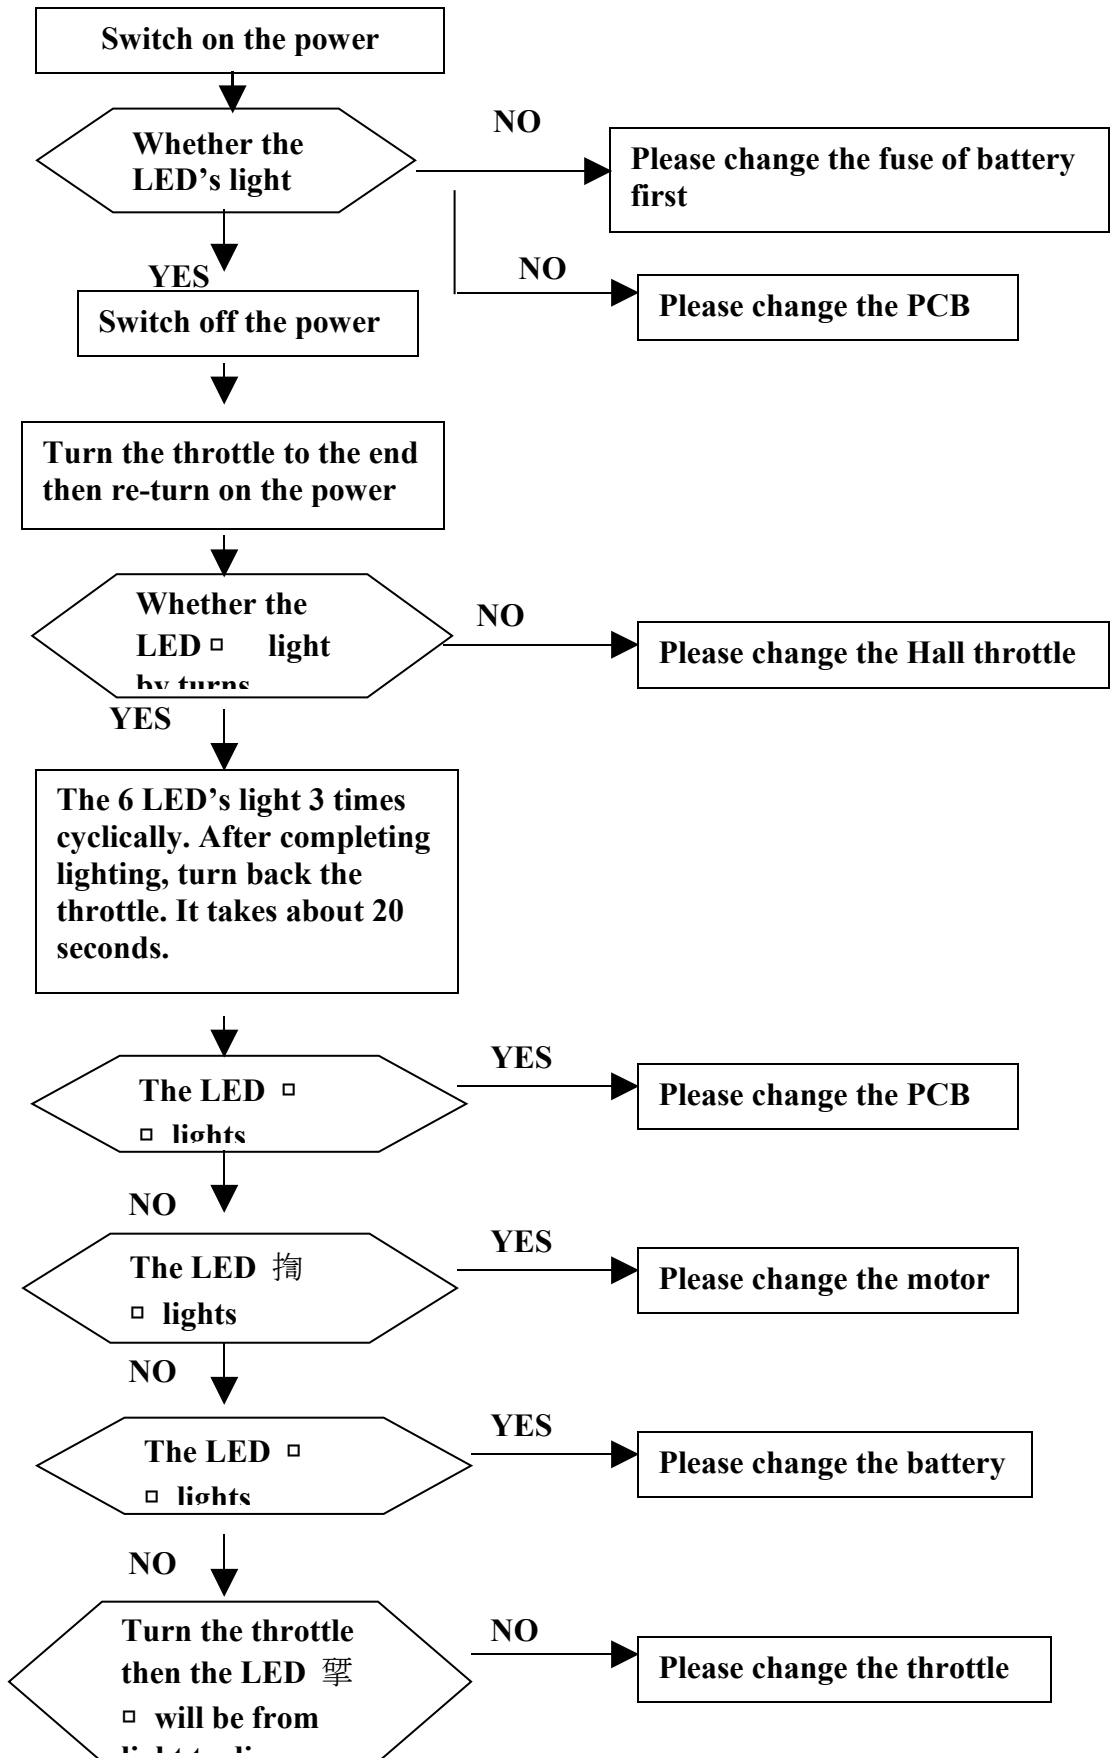 Switch on the power
Whether the
LED’s light
NO
Please change the fuse of battery
first
YES
NO
Please change the PCB
Switch off the power
Turn the throttle to the end
then re-turn on the power
Whether the
LED □ light
by turns
NO
Please change the Hall throttle
YES
The 6 LED’s light 3 times
cyclically. After completing
lighting, turn back the
throttle. It takes about 20
seconds.
The LED □
□ lights
YES
Please change the PCB
NO
The LED
□ lights
YES
Please change the motor
NO
The LED □
□ lights
YES
Please change the battery
NO
Turn the throttle
then the LED
□ will be from
NO
Please change the throttle